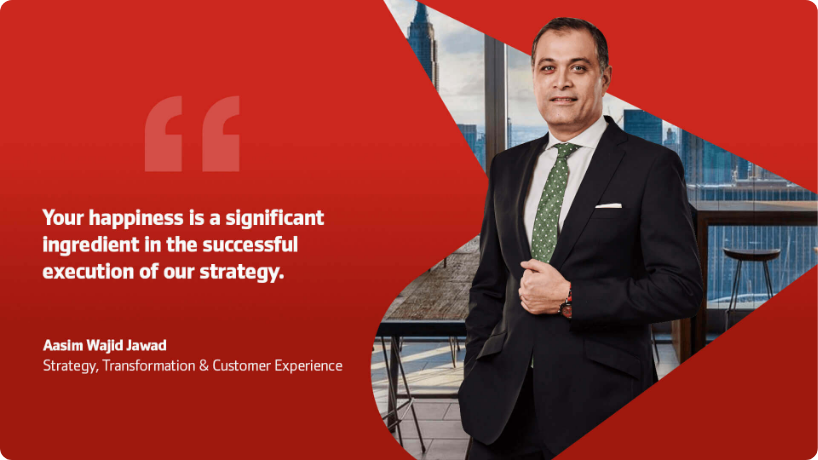 Your happiness is a significant
ingredient in the successful
execution of our strategy.
Aasim Wajid Jawad
Strategy, Transformation & Customer Experience